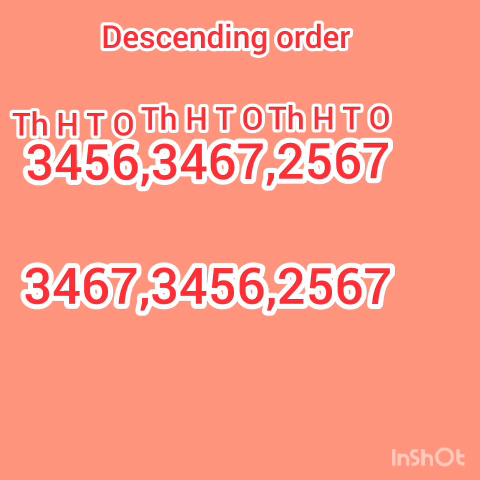 Descending order
Th H T O Th H T O Th H T O
3456,3467,2567
3467,3456,2567
InShOt